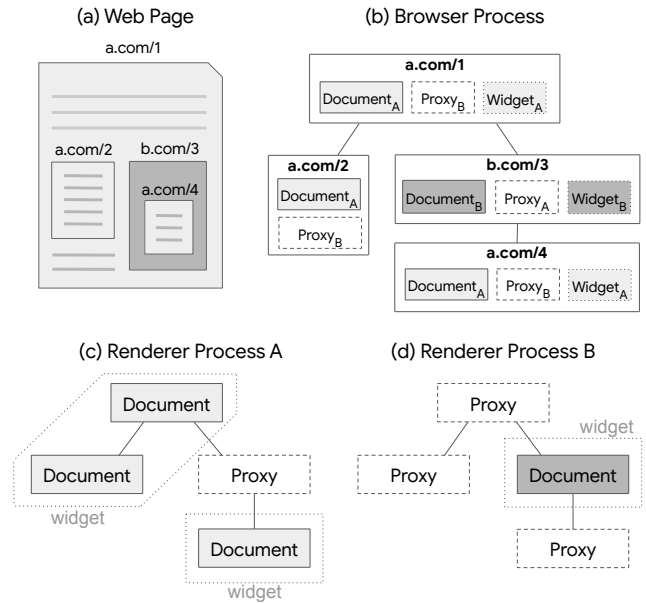 (a) Web Page
a.com/1
a.com/2
b.com/3
a.com/4
(b) Browser Process
a.com/1
DocumentA ProxyB WidgetA
a.com/2
DocumentA
ProxyB
b.com/3
DocumentB ProxyA WidgetB
a.com/4
DocumentA ProxyB WidgetA
(c) Renderer Process A
Document
Document
Proxy
widget
Document
widget
(d) Renderer Process B
Proxy
widget
Proxy
Document
Proxy